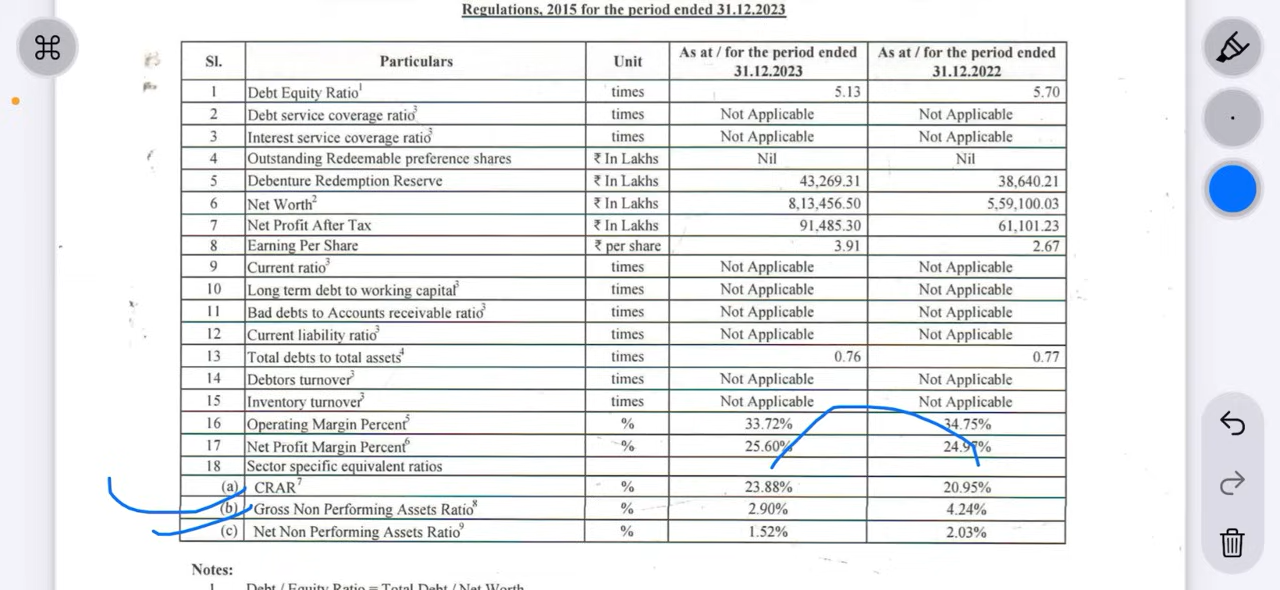 Regulations, 2015 for the period ended 31.12.2023
Sl. Particulars Unit As at / for the period ended 31.12.2023 As at / for the period ended 31.12.2022
1 Debt Equity Ratio1 times 5.13 5.70
2 Debt service coverage ratio3 times Not Applicable Not Applicable
3 Interest service coverage ratio3 times Not Applicable Not Applicable
4 Outstanding Redeemable preference shares ₹ In Lakhs Nil Nil
5 Debenture Redemption Reserve ₹ In Lakhs 43,269.31 38,640.21
6 Net Worth2 ₹ In Lakhs 8,13,456.50 5,59,100.03
7 Net Profit After Tax ₹ In Lakhs 91,485.30 61,101.23
8 Earning Per Share ₹ per share 3.91 2.67
9 Current ratio3 times Not Applicable Not Applicable
10 Long term debt to working capital3 times Not Applicable Not Applicable
11 Bad debts to Accounts receivable ratio3 times Not Applicable Not Applicable
12 Current liability ratio3 times Not Applicable Not Applicable
13 Total debts to total assets4 times 0.76 0.77
14 Debtors turnover3 times Not Applicable Not Applicable
15 Inventory turnover3 times Not Applicable Not Applicable
16 Operating Margin Percent5 % 33.72% 34.75%
17 Net Profit Margin Percent6 % 25.60% 24.97%
18 Sector specific equivalent ratios
(a) CRAR7 % 23.88% 20.95%
(b) Gross Non Performing Assets Ratio8 % 2.90% 4.24%
(c) Net Non Performing Assets Ratio9 % 1.52% 2.03%
Notes:
1 Debt / Equity Ratio = Total Debt / Net Worth